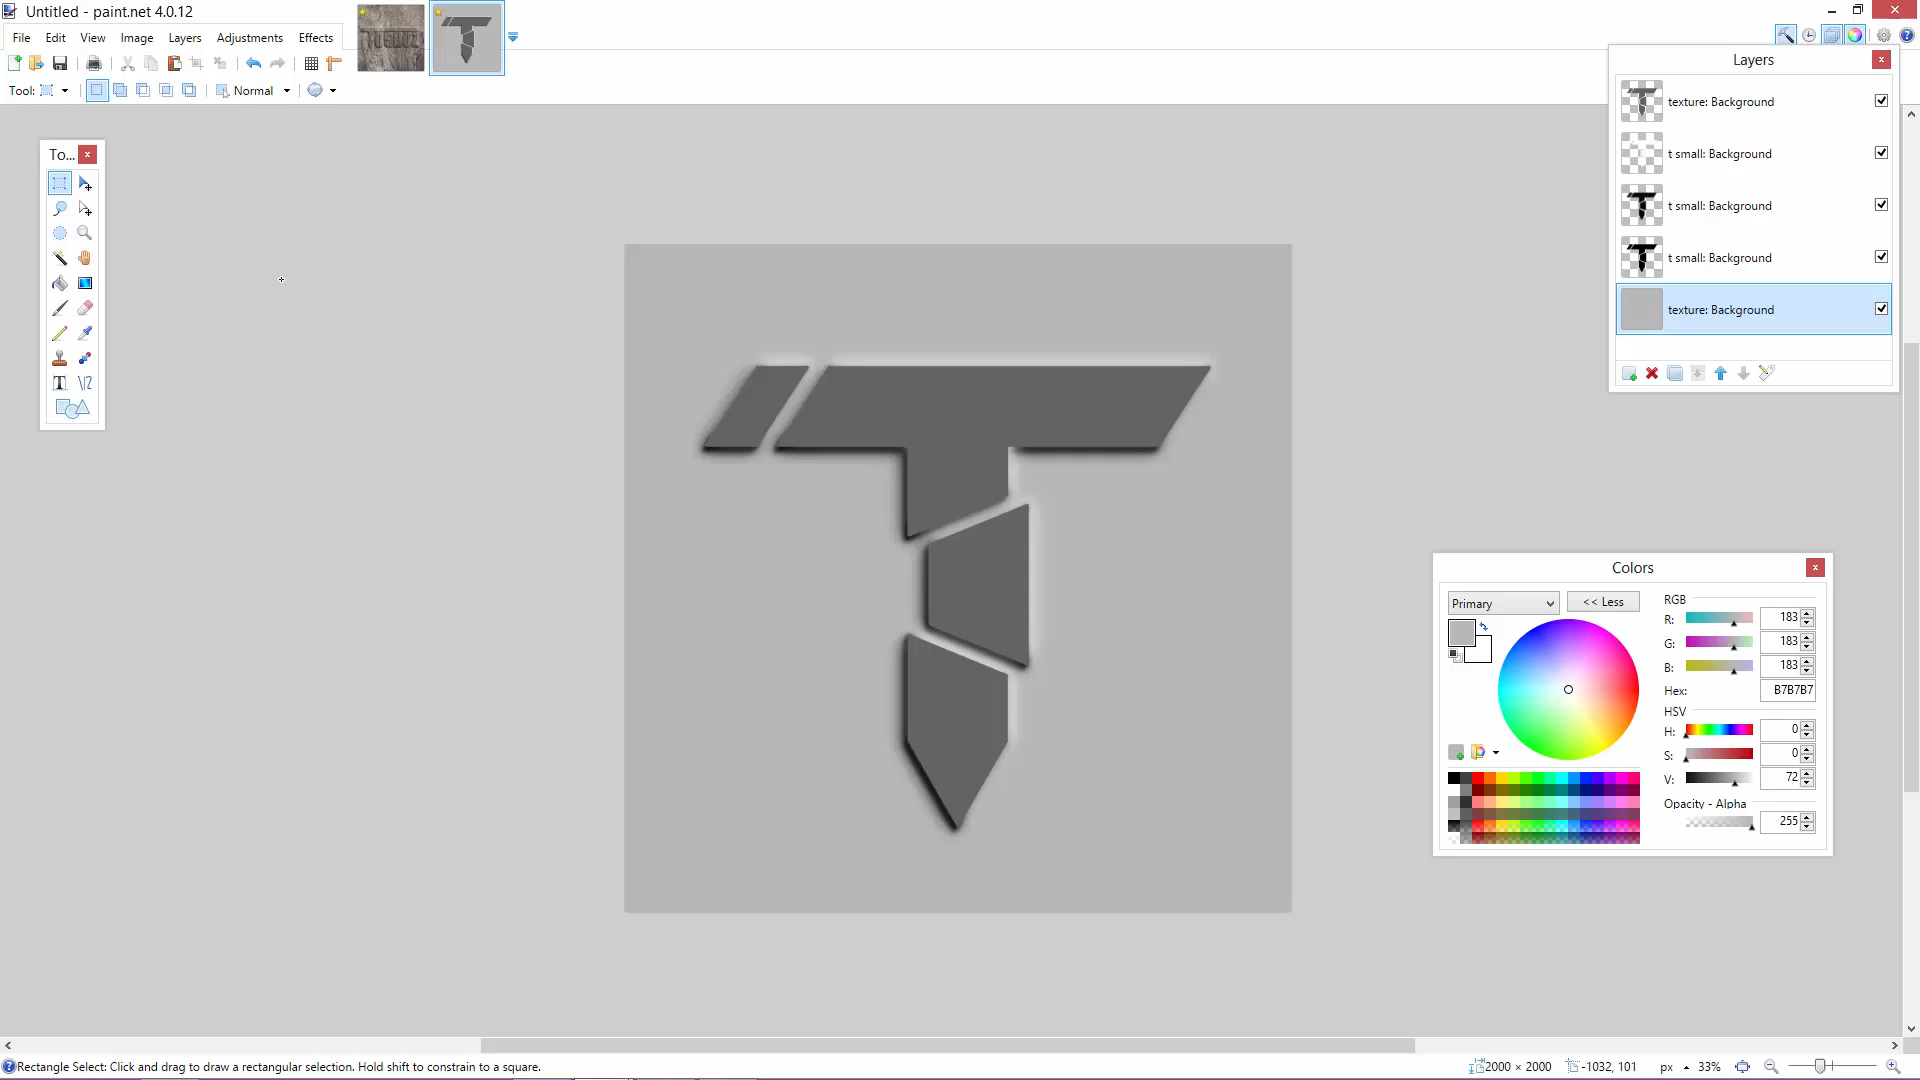 Untitled - paint.net 4.0.12
File Edit View Image Layers Adjustments Effects
Tool: Normal
To...
Layers
texture: Background
t small: Background
t small: Background
t small: Background
texture: Background
Colors
Primary
<< Less
RGB
R: 183
G: 183
B: 183
Hex: B7B7B7
HSV
H: 0
S: 0
V: 72
Opacity - Alpha
255
Rectangle Select: Click and drag to draw a rectangular selection. Hold shift to constrain to a square.
2000 × 2000
-1032, 101
px
33%